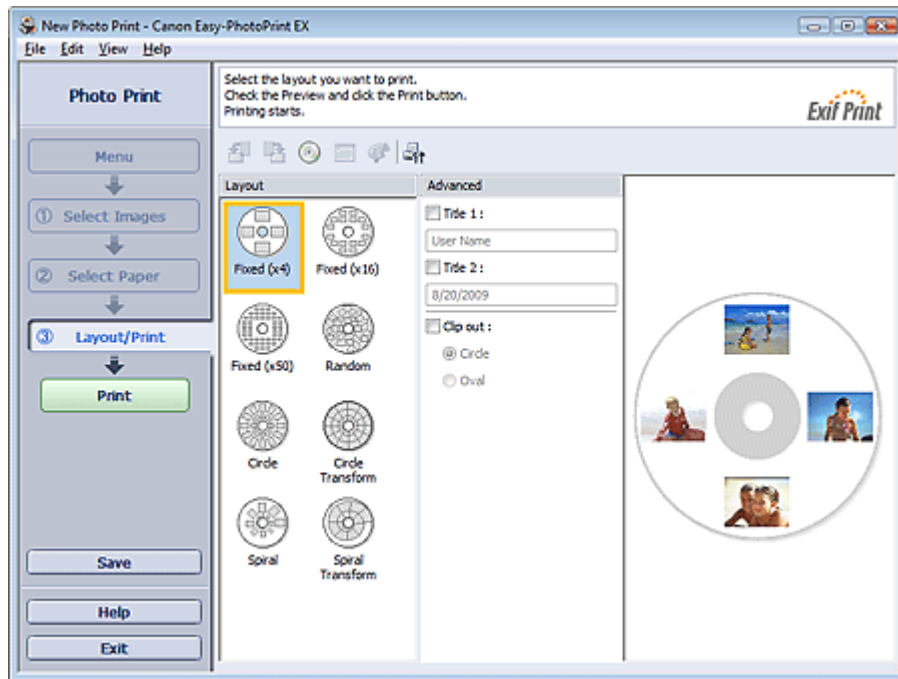 New Photo Print - Canon Easy-PhotoPrint EX
File Edit View Help
Photo Print
Select the layout you want to print.
Check the Preview and click the Print button.
Printing starts.
Exif Print
Menu
① Select Images
② Select Paper
③ Layout/Print
Print
Save
Help
Exit
Layout
Fixed (x4)
Fixed (x16)
Fixed (x50)
Random
Circle
Circle
Transform
Spiral
Spiral
Transform
Advanced
Title 1 :
User Name
Title 2 :
8/20/2009
Clip out :
Circle
Oval